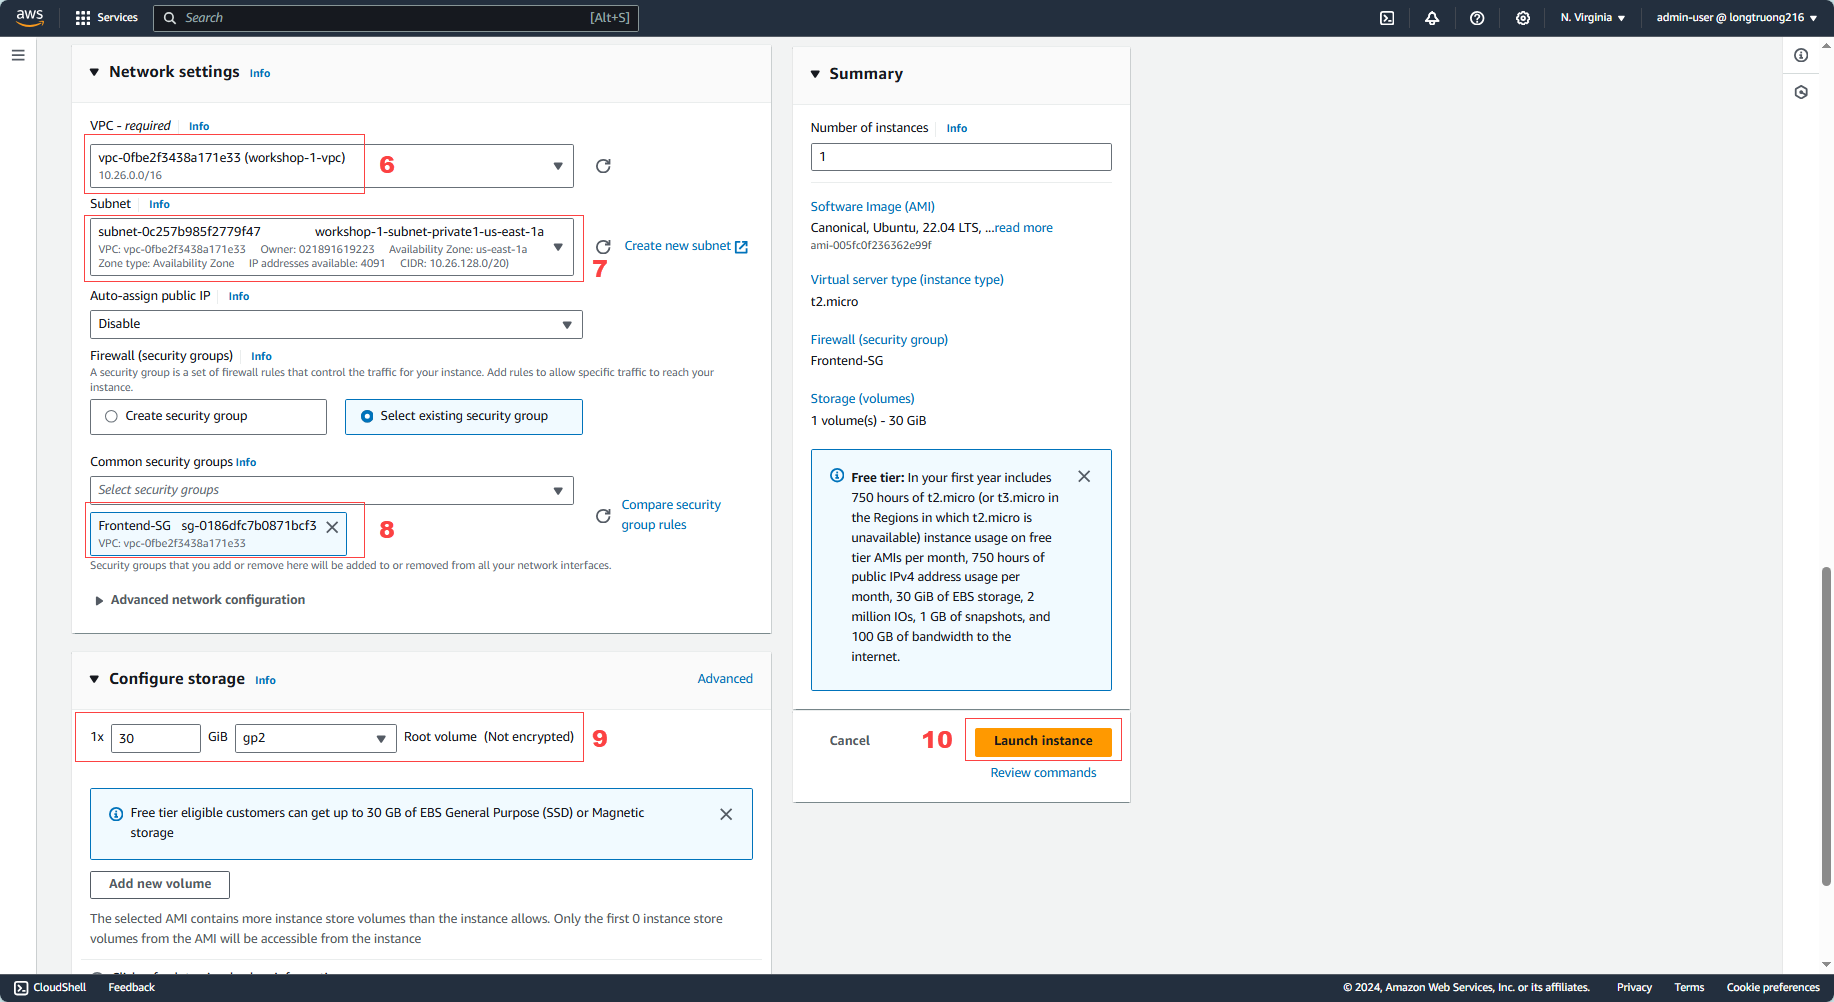 aws
Services
Search
[Alt+S]
N. Virginia
admin-user @ longtruong216
Network settings Info
VPC - required Info
vpc-0fbe2f3438a171e33 (workshop-1-vpc)
10.26.0.0/16
6
Subnet Info
subnet-0c257b985f2779f47 workshop-1-subnet-private1-us-east-1a
VPC: vpc-0fbe2f3438a171e33 Owner: 021891619223 Availability Zone: us-east-1a
Zone type: Availability Zone IP addresses available: 4091 CIDR: 10.26.128.0/20)
Create new subnet
7
Auto-assign public IP Info
Disable
Firewall (security groups) Info
A security group is a set of firewall rules that control the traffic for your instance. Add rules to allow specific traffic to reach your
instance.
Create security group
Select existing security group
Common security groups Info
Select security groups
Frontend-SG sg-0186dfc7b0871bcf3
VPC: vpc-0fbe2f3438a171e33
8
Compare security
group rules
Security groups that you add or remove here will be added to or removed from all your network interfaces.
Advanced network configuration
Configure storage Info
Advanced
1x 30 GiB gp2 Root volume (Not encrypted)
9
Free tier eligible customers can get up to 30 GB of EBS General Purpose (SSD) or Magnetic
storage
Add new volume
The selected AMI contains more instance store volumes than the instance allows. Only the first 0 instance store
volumes from the AMI will be accessible from the instance
Summary
Number of instances Info
1
Software Image (AMI)
Canonical, Ubuntu, 22.04 LTS, ...read more
ami-005fc0f236362e99f
Virtual server type (instance type)
t2.micro
Firewall (security group)
Frontend-SG
Storage (volumes)
1 volume(s) - 30 GiB
Free tier: In your first year includes
750 hours of t2.micro (or t3.micro in
the Regions in which t2.micro is
unavailable) instance usage on free
tier AMIs per month, 750 hours of
public IPv4 address usage per
month, 30 GiB of EBS storage, 2
million IOs, 1 GB of snapshots, and
100 GB of bandwidth to the
internet.
Cancel
10
Launch instance
Review commands
CloudShell
Feedback
© 2024, Amazon Web Services, Inc. or its affiliates.
Privacy
Terms
Cookie preferences